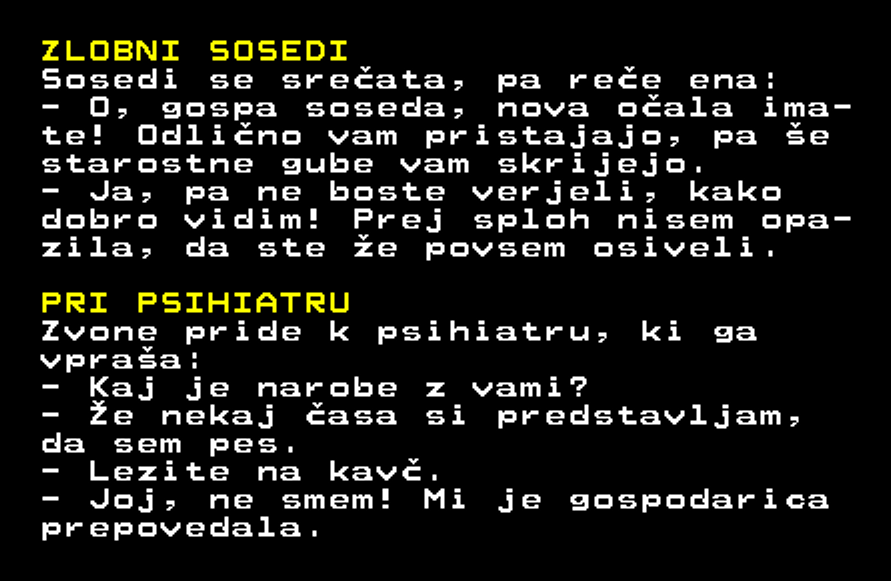 ZLOBNI SOSEDI
Sosedi se srečata, pa reče ena:
- O, gospa soseda, nova očala ima-
te! Odlično vam pristajajo, pa še
starostne gube vam skrijejo.
- Ja, pa ne boste verjeli, kako
dobro vidim! Prej sploh nisem opa-
zila, da ste že povsem osiveli.
PRI PSIHIATRU
Zvone pride k psihiatru, ki ga
vpraša:
- Kaj je narobe z vami?
- Že nekaj časa si predstavljam,
da sem pes.
- Lezite na kavč.
- Joj, ne smem! Mi je gospodarica
prepovedala.